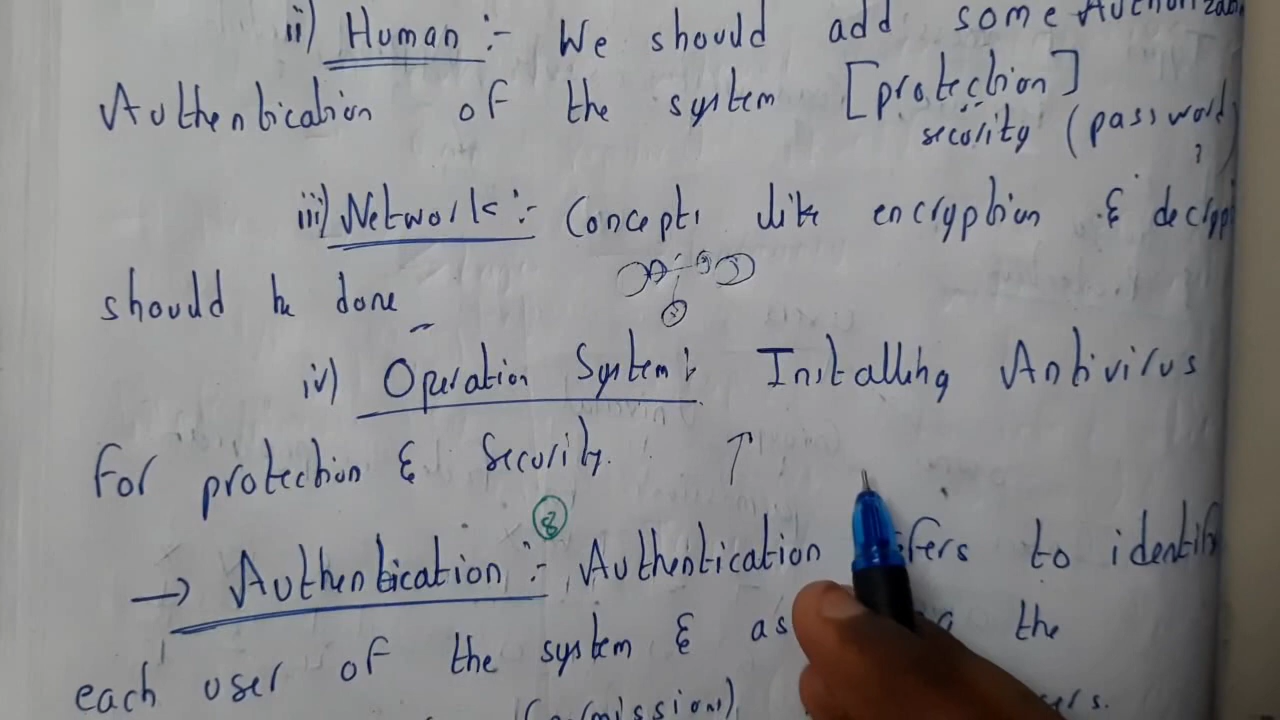 ii) Human :- We should add some
Authentication of the system [protection]
security (password)
iii) Network :- Concepts like encryption & decryp
should be done
iv) Operation System : Installing Antivirus
For protection & Security.
8
→ Authentication :- Authentication refers to identify
each user of the system & the